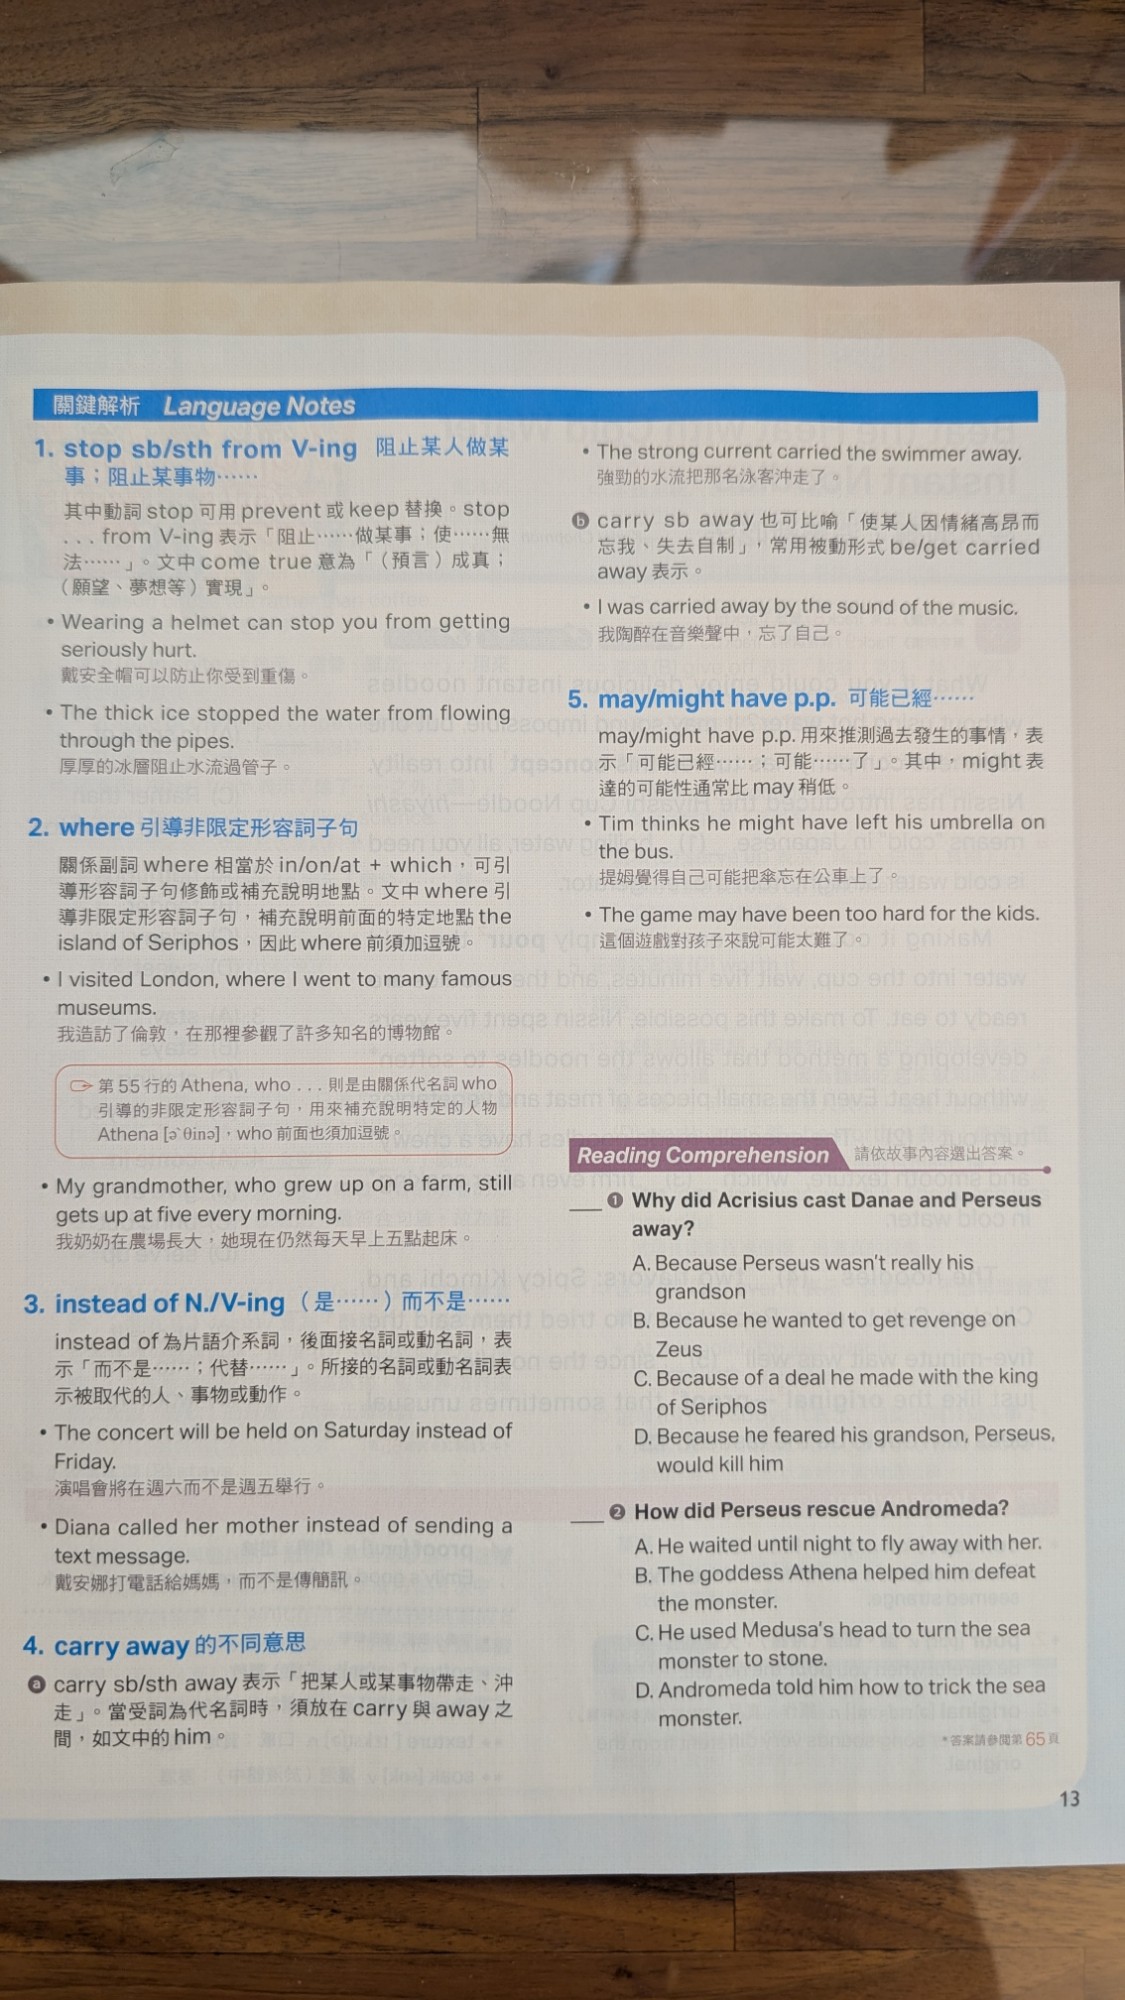 關鍵解析 Language Notes
1. stop sb/sth from V-ing 阻止某人做某
事；阻止某事物……
其中動詞 stop 可用 prevent 或 keep 替換。stop
. . . from V-ing 表示「阻止……做某事；使……無
法……」。文中 come true 意為「（預言）成真；
（願望、夢想等）實現」。
• Wearing a helmet can stop you from getting
seriously hurt.
戴安全帽可以防止你受到重傷。
• The thick ice stopped the water from flowing
through the pipes.
厚厚的冰層阻止水流過管子。
2. where 引導非限定形容詞子句
關係副詞 where 相當於 in/on/at + which，可引
導形容詞子句修飾或補充說明地點。文中 where 引
導非限定形容詞子句，補充說明前面的特定地點 the
island of Seriphos，因此 where 前須加逗號。
• I visited London, where I went to many famous
museums.
我造訪了倫敦，在那裡參觀了許多知名的博物館。
第 55 行的 Athena, who . . . 則是由關係代名詞 who
引導的非限定形容詞子句，用來補充說明特定的人物
Athena [əˋθinə]，who 前面也須加逗號。
• My grandmother, who grew up on a farm, still
gets up at five every morning.
我奶奶在農場長大，她現在仍然每天早上五點起床。
3. instead of N./V-ing （是……）而不是……
instead of 為片語介系詞，後面接名詞或動名詞，表
示「而不是……；代替……」。所接的名詞或動名詞表
示被取代的人、事物或動作。
• The concert will be held on Saturday instead of
Friday.
演唱會將在週六而不是週五舉行。
• Diana called her mother instead of sending a
text message.
戴安娜打電話給媽媽，而不是傳簡訊。
4. carry away 的不同意思
ⓐ carry sb/sth away 表示「把某人或某事物帶走、沖
走」。當受詞為代名詞時，須放在 carry 與 away 之
間，如文中的 him。
• The strong current carried the swimmer away.
強勁的水流把那名泳客沖走了。
ⓑ carry sb away 也可比喻「使某人因情緒高昂而
忘我、失去自制」，常用被動形式 be/get carried
away 表示。
• I was carried away by the sound of the music.
我陶醉在音樂聲中，忘了自己。
5. may/might have p.p. 可能已經……
may/might have p.p. 用來推測過去發生的事情，表
示「可能已經……；可能……了」。其中，might 表
達的可能性通常比 may 稍低。
• Tim thinks he might have left his umbrella on
the bus.
提姆覺得自己可能把傘忘在公車上了。
• The game may have been too hard for the kids.
這個遊戲對孩子來說可能太難了。
Reading Comprehension 請依故事內容選出答案。
___ ❶ Why did Acrisius cast Danae and Perseus
away?
A. Because Perseus wasn't really his
grandson
B. Because he wanted to get revenge on
Zeus
C. Because of a deal he made with the king
of Seriphos
D. Because he feared his grandson, Perseus,
would kill him
___ ❷ How did Perseus rescue Andromeda?
A. He waited until night to fly away with her.
B. The goddess Athena helped him defeat
the monster.
C. He used Medusa's head to turn the sea
monster to stone.
D. Andromeda told him how to trick the sea
monster.
*答案請參閱第 65 頁
13